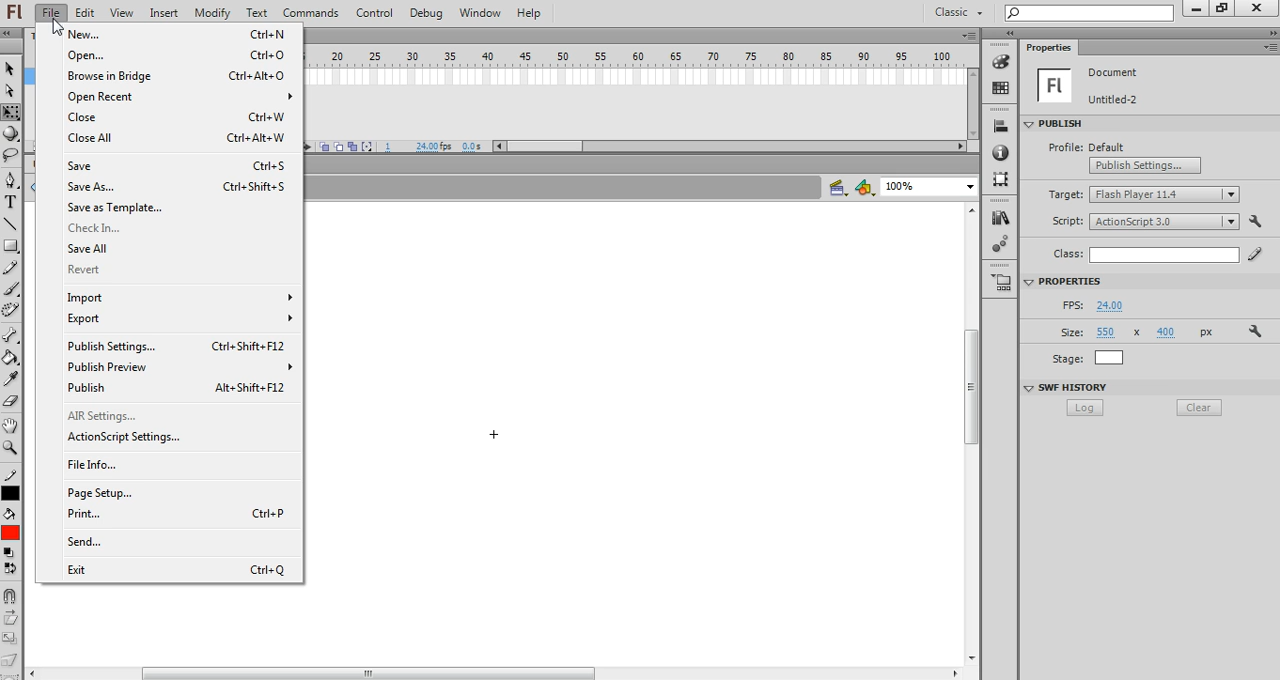 Fl File Edit View Insert Modify Text Commands Control Debug Window Help Classic
New... Ctrl+N
Open... Ctrl+O
Browse in Bridge Ctrl+Alt+O
Open Recent
Close Ctrl+W
Close All Ctrl+Alt+W
Save Ctrl+S
Save As... Ctrl+Shift+S
Save as Template...
Check In...
Save All
Revert
Import
Export
Publish Settings... Ctrl+Shift+F12
Publish Preview
Publish Alt+Shift+F12
AIR Settings...
ActionScript Settings...
File Info...
Page Setup...
Print... Ctrl+P
Send...
Exit Ctrl+Q
20 25 30 35 40 45 50 55 60 65 70 75 80 85 90 95 100
1 24.00 fps 0.0 s
100%
Properties
Fl
Document
Untitled-2
PUBLISH
Profile: Default
Publish Settings...
Target: Flash Player 11.4
Script: ActionScript 3.0
Class:
PROPERTIES
FPS: 24.00
Size: 550 x 400 px
Stage:
SWF HISTORY
Log Clear